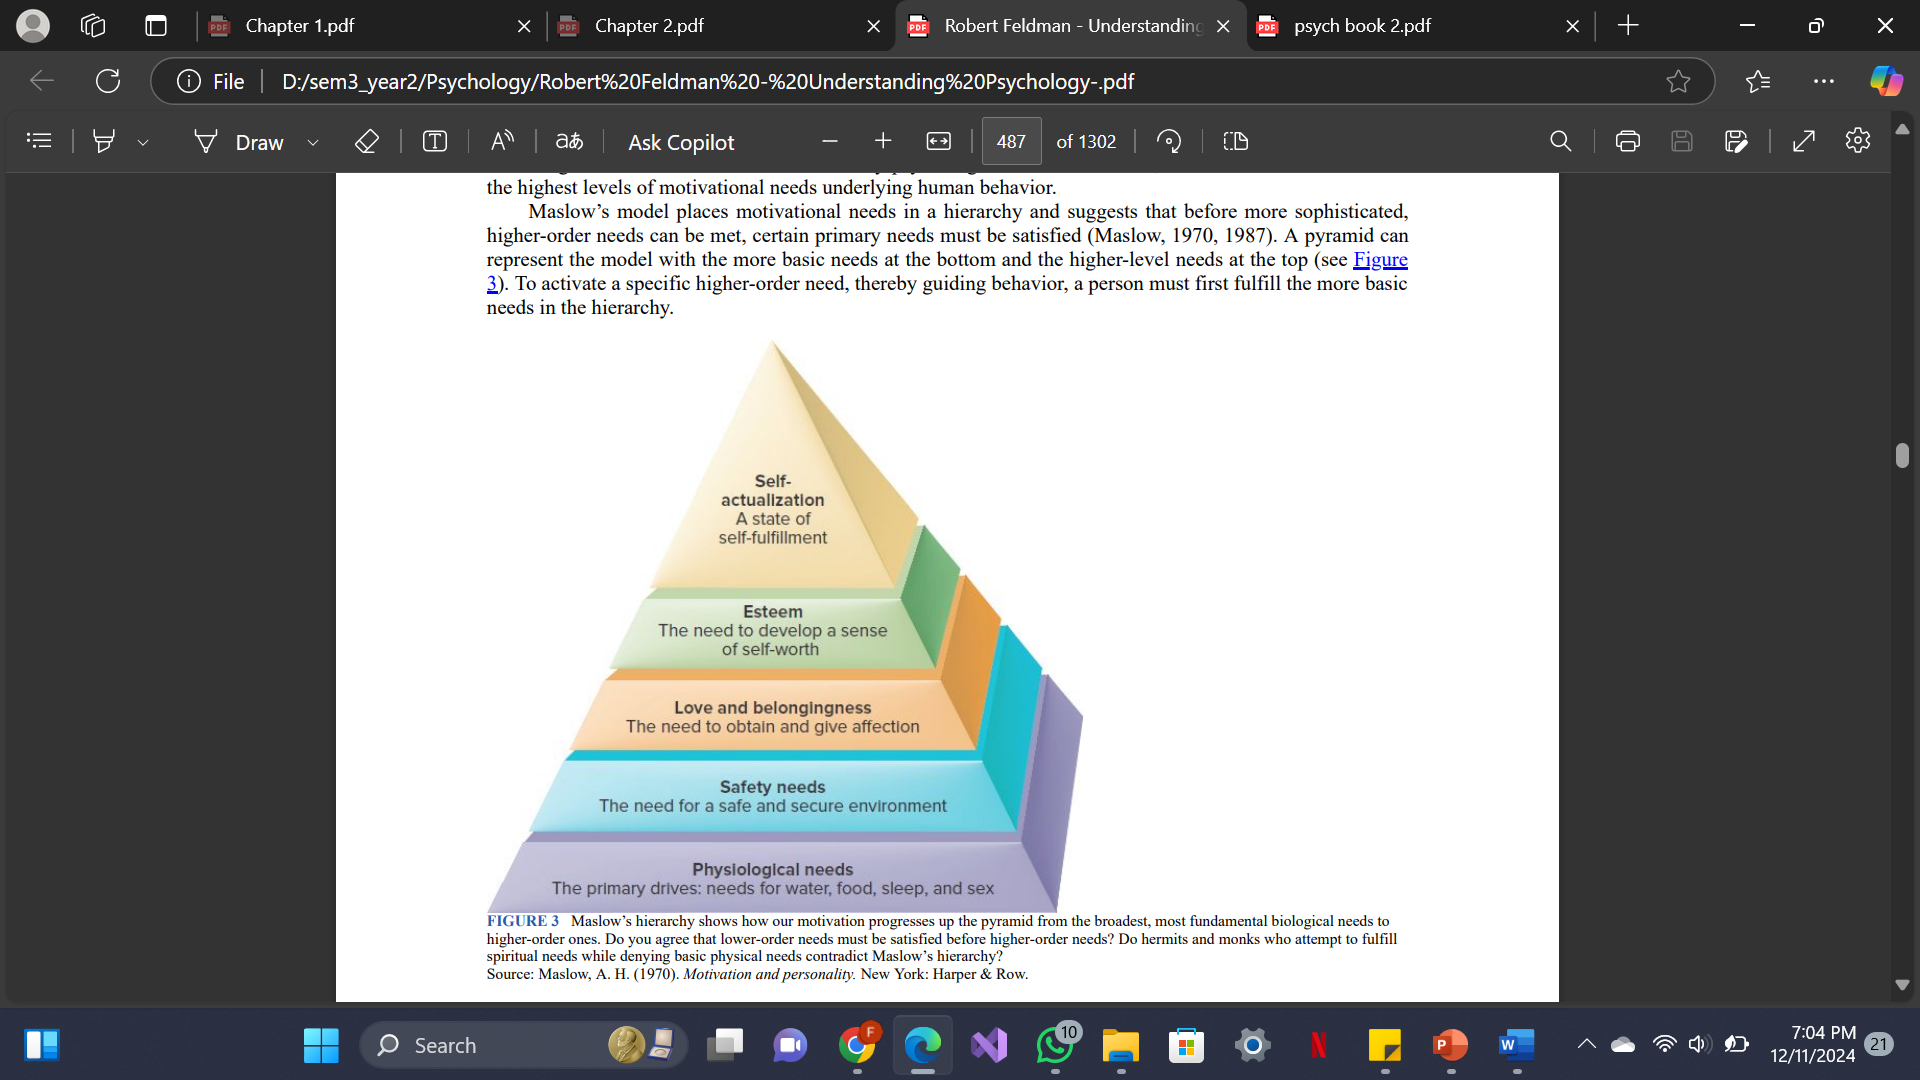 Chapter 1.pdf
Chapter 2.pdf
Robert Feldman - Understanding
psych book 2.pdf
File
D:/sem3_year2/Psychology/Robert%20Feldman%20-%20Understanding%20Psychology-.pdf
Draw
Ask Copilot
487 of 1302
the highest levels of motivational needs underlying human behavior.
Maslow’s model places motivational needs in a hierarchy and suggests that before more sophisticated,
higher-order needs can be met, certain primary needs must be satisfied (Maslow, 1970, 1987). A pyramid can
represent the model with the more basic needs at the bottom and the higher-level needs at the top (see Figure
3). To activate a specific higher-order need, thereby guiding behavior, a person must first fulfill the more basic
needs in the hierarchy.
Self-
actualization
A state of
self-fulfillment
Esteem
The need to develop a sense
of self-worth
Love and belongingness
The need to obtain and give affection
Safety needs
The need for a safe and secure environment
Physiological needs
The primary drives: needs for water, food, sleep, and sex
FIGURE 3 Maslow’s hierarchy shows how our motivation progresses up the pyramid from the broadest, most fundamental biological needs to
higher-order ones. Do you agree that lower-order needs must be satisfied before higher-order needs? Do hermits and monks who attempt to fulfill
spiritual needs while denying basic physical needs contradict Maslow’s hierarchy?
Source: Maslow, A. H. (1970). Motivation and personality. New York: Harper & Row.
Search
F
10
P
W
7:04 PM
12/11/2024
21